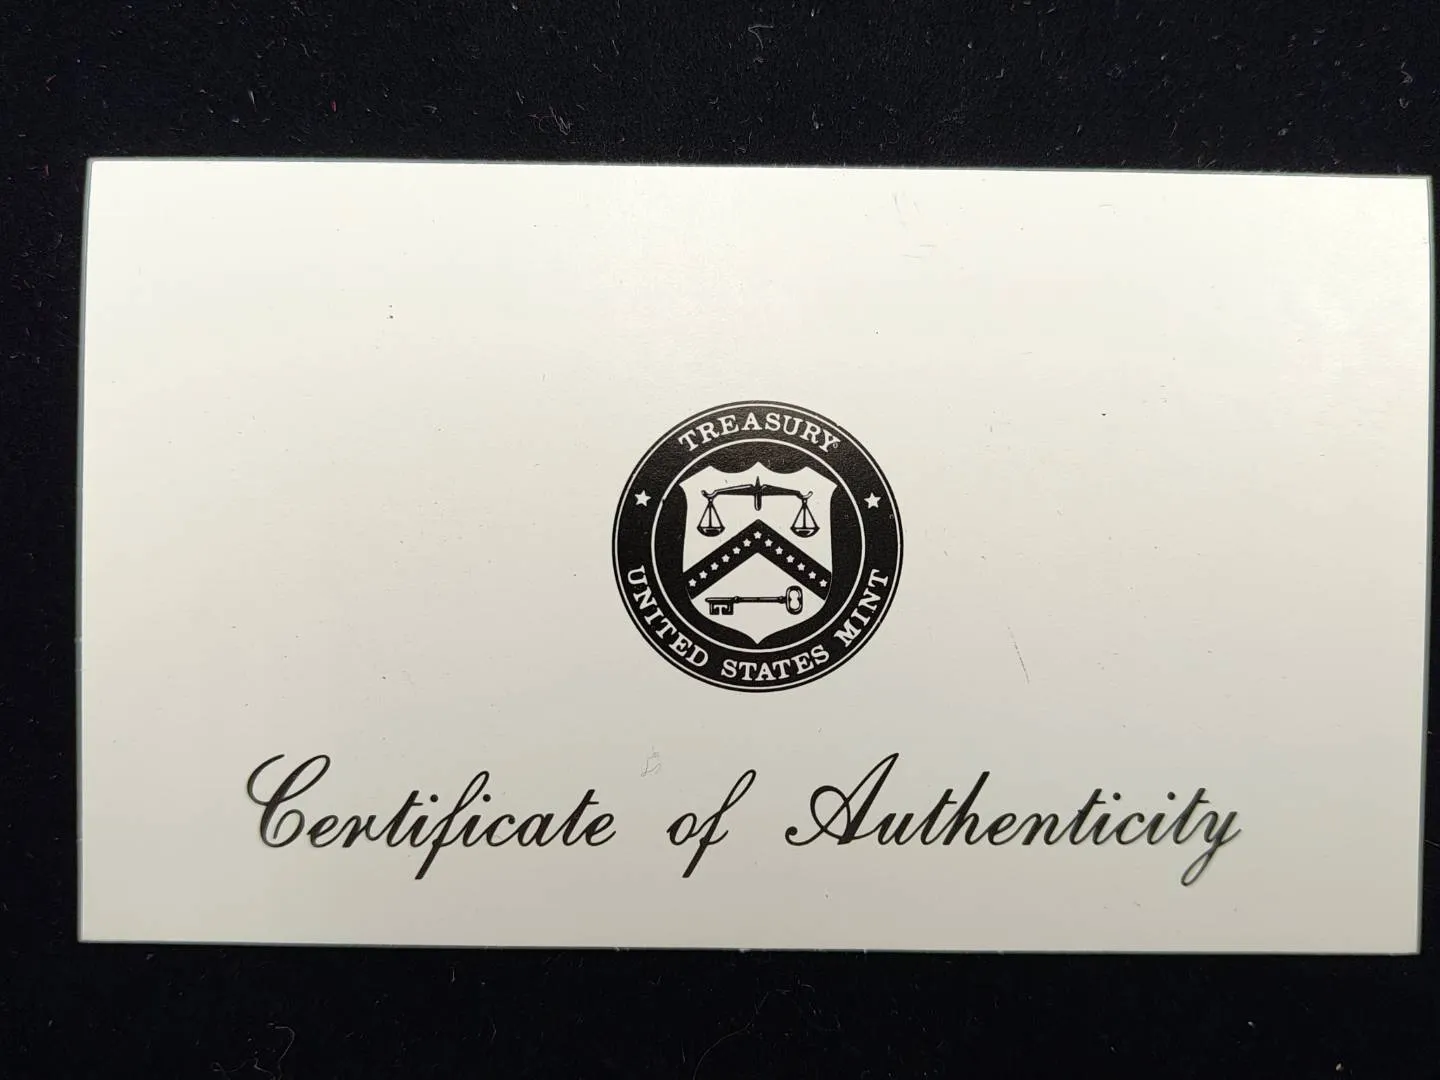 TREASURY
UNITED STATES MINT
Certificate of Authenticity